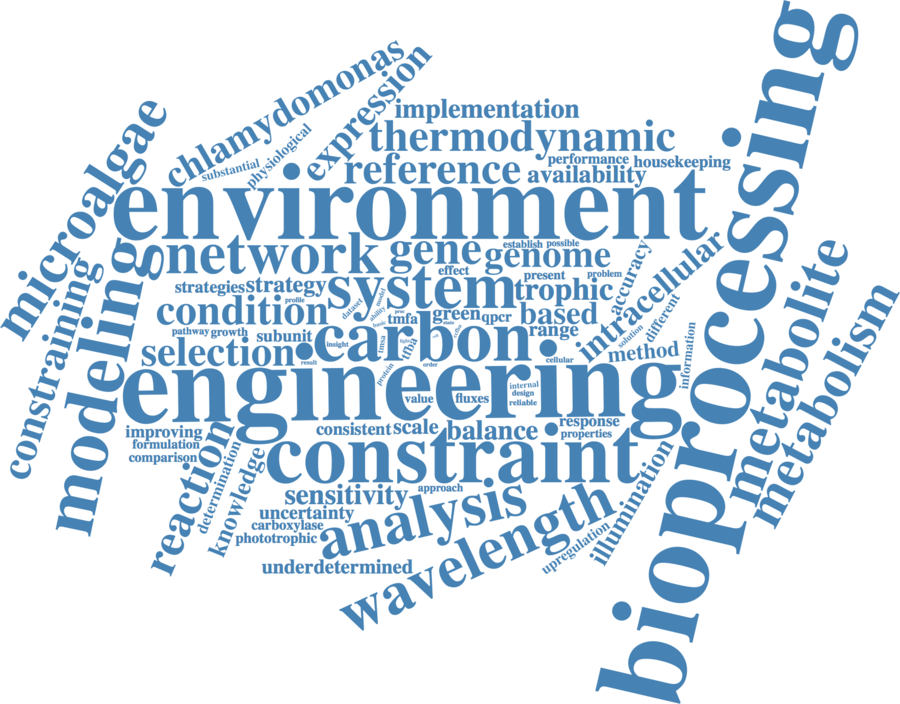 bioprocessing
chlamydomonas
expression
microalgae
substantial
physiological
implementation
thermodynamic
reference
performance
housekeeping
availability
environment
network
gene
genome
establish
possible
effect
present
problem
accuracy
intracellular
strategies
strategy
system
trophic
condition
profile
dataset
ability
model
tmfa
green
qpcr
based
range
different
solution
pathway
growth
subunit
insight
carbon
selection
result
tmsa
fba
protein
order
cellular
method
information
modeling
constraining
engineering
value
fluxes
internal
design
reliable
metabolite
metabolism
improving
formulation
comparison
consistent
scale
balance
response
properties
reaction
determination
knowledge
constraint
sensitivity
approach
uncertainty
carboxylase
phototrophic
analysis
wavelength
upregulation
illumination
underdetermined